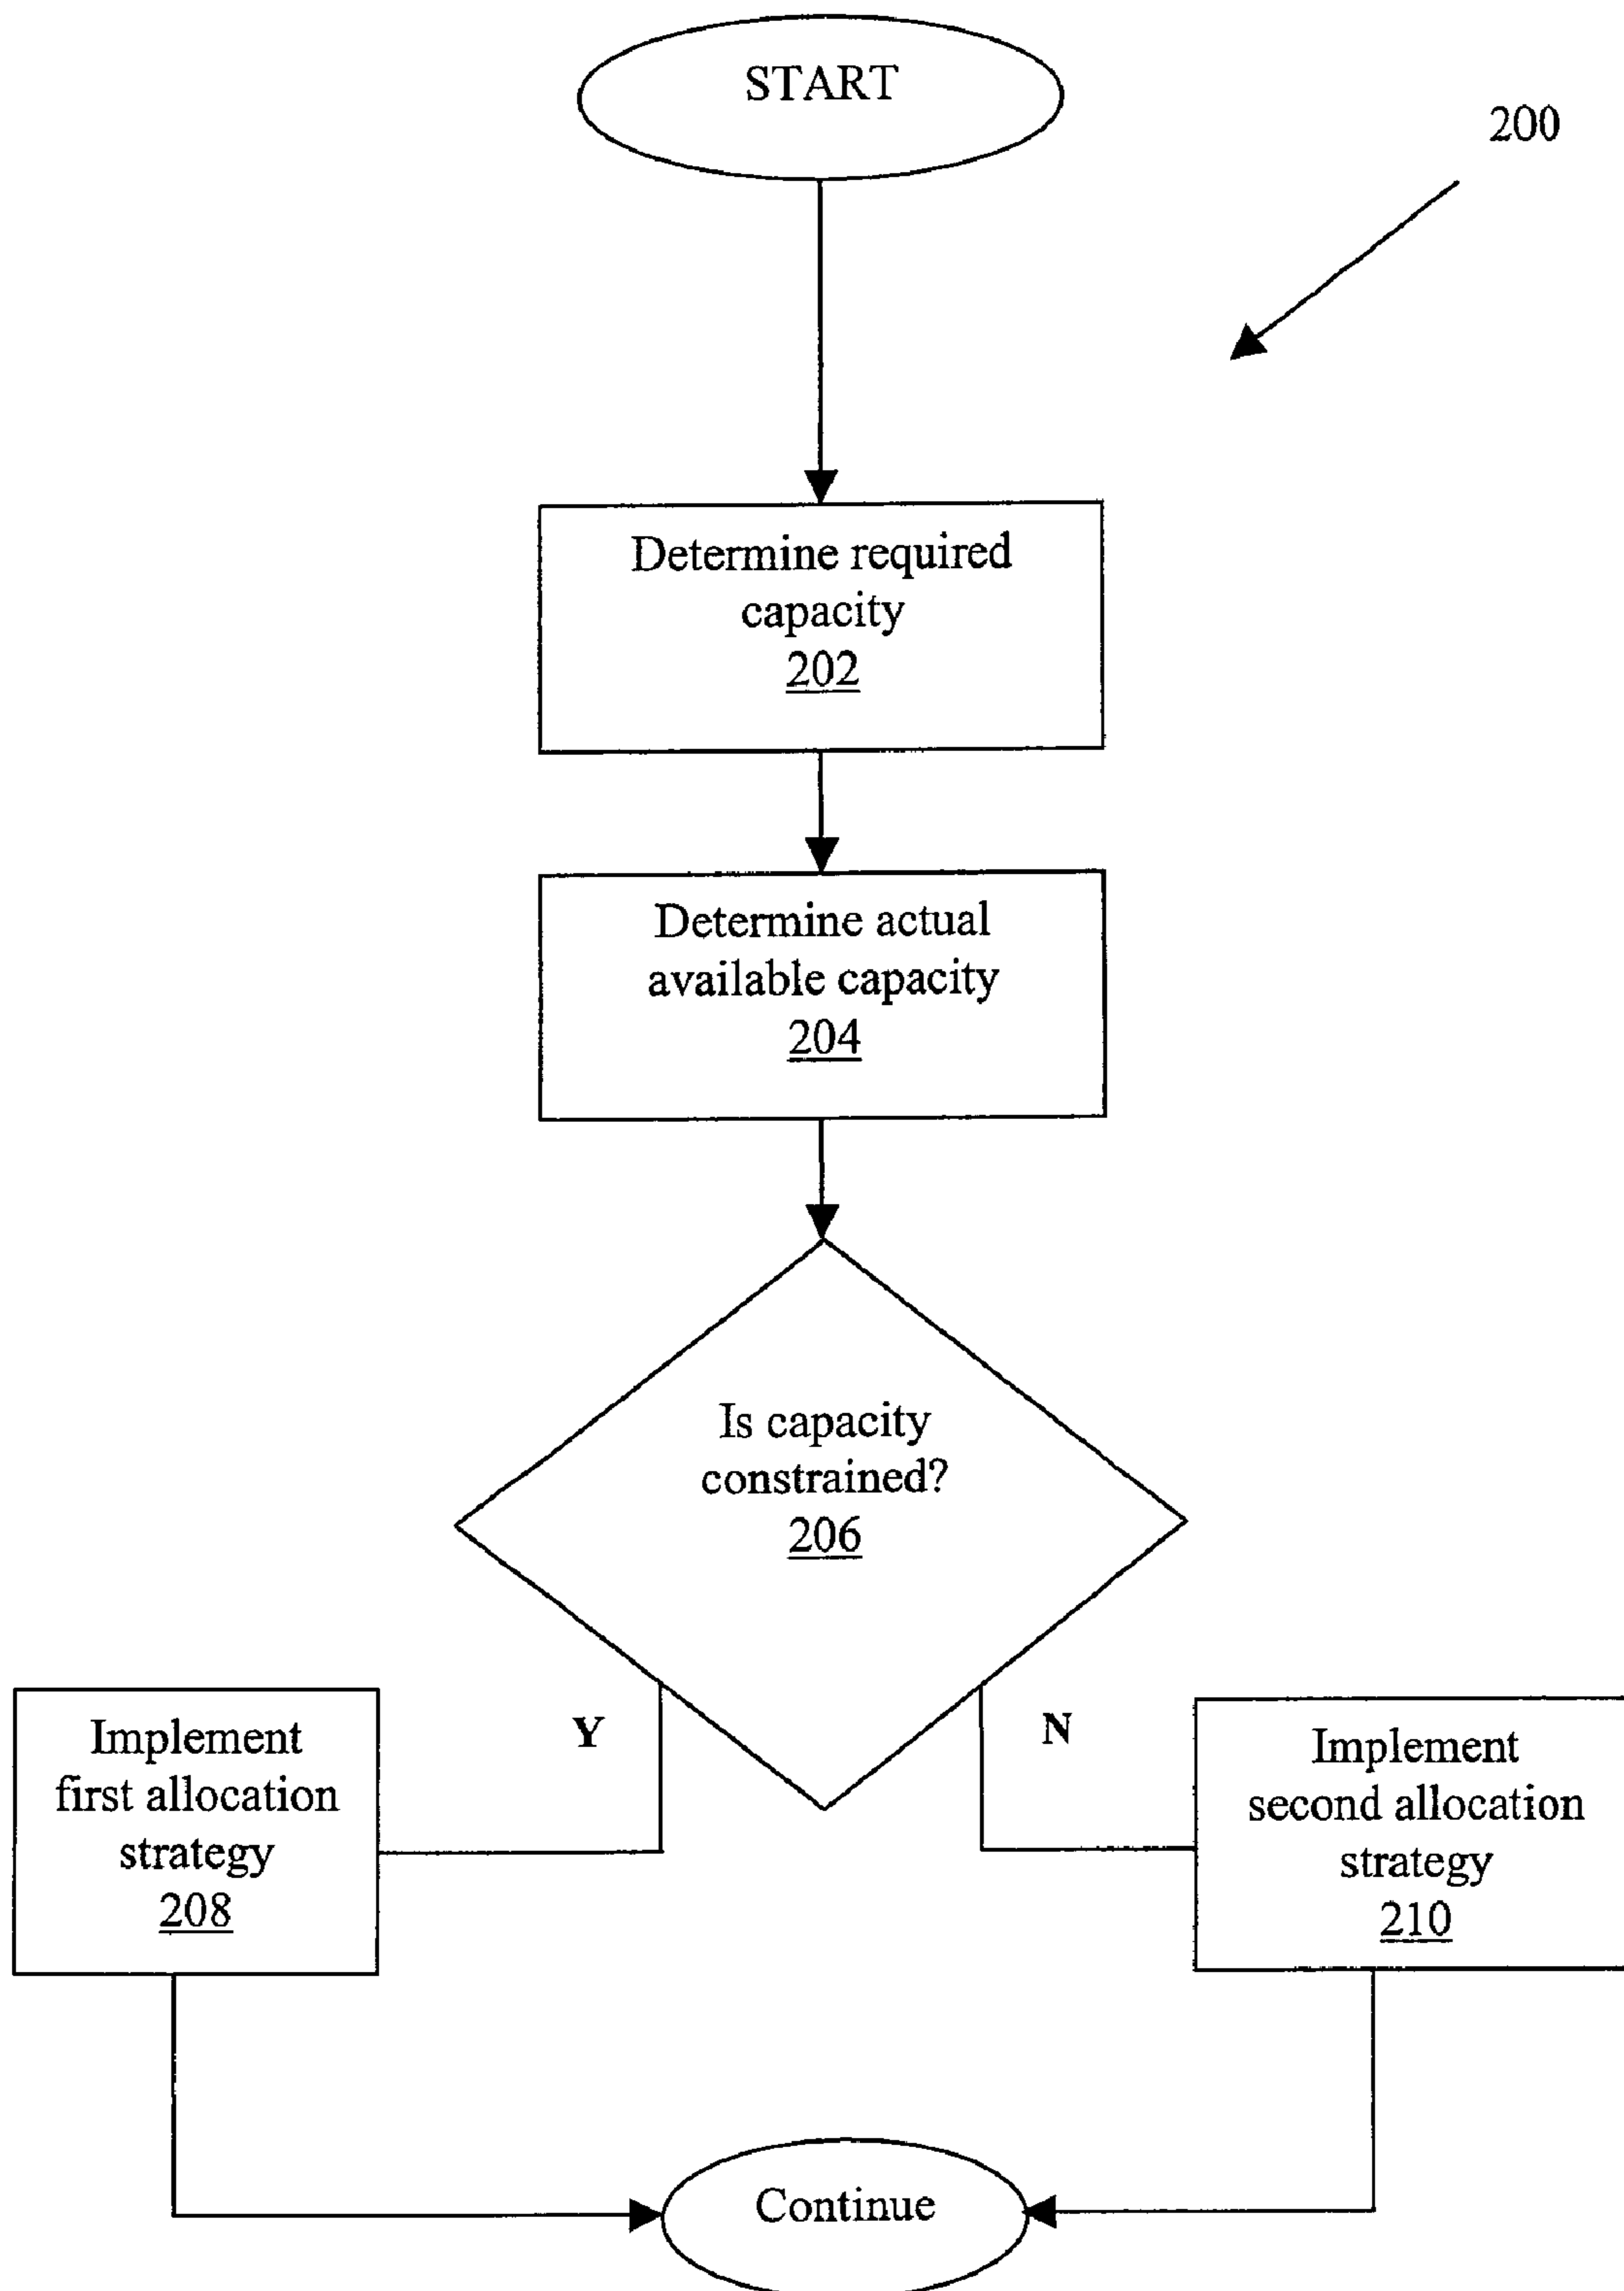 START
200
Determine required
capacity
202
Determine actual
available capacity
204
Is capacity
constrained?
206
Y
N
Implement
first allocation
strategy
208
Implement
second allocation
strategy
210
Continue